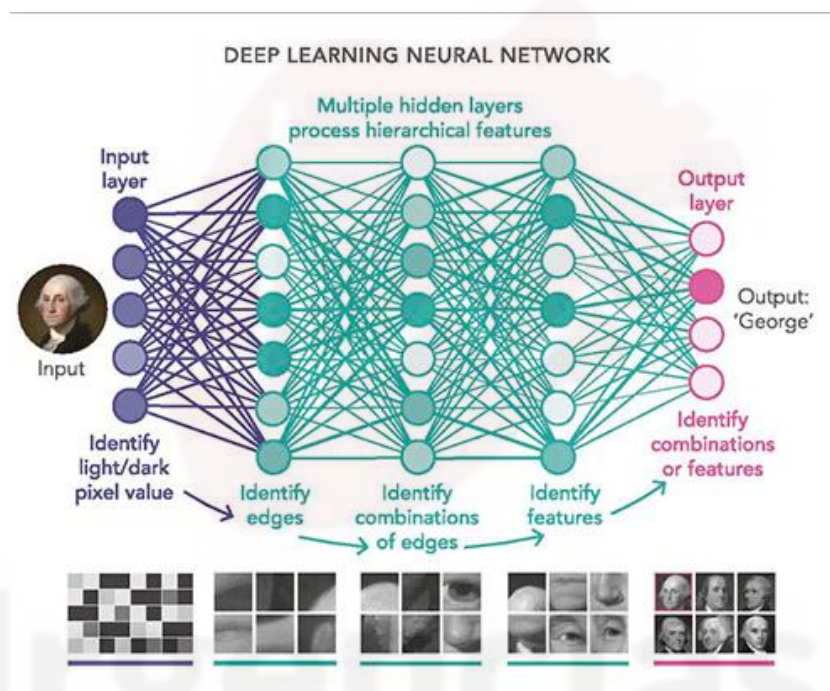 DEEP LEARNING NEURAL NETWORK
Multiple hidden layers
process hierarchical features
Input
layer
Output
layer
Input
Output:
'George'
Identify
light/dark
pixel value
Identify
edges
Identify
combinations
of edges
Identify
features
Identify
combinations
or features